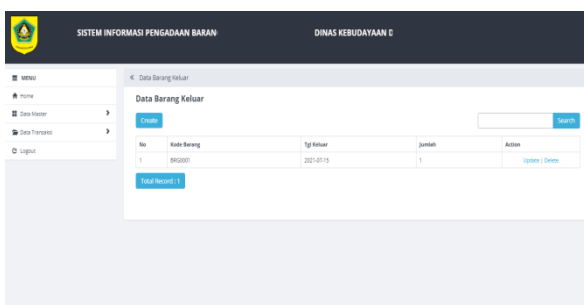 SISTEM INFORMASI PENGADAAN BARAN
DINAS KEBUDAYAAN D
MENU
Home
Data Master
Data Transaksi
Logout
Data Barang Keluar
Data Barang Keluar
Create
Search
No Kode Barang Tgl Keluar Jumlah Action
1 BRG0001 2021-07-15 1 Update | Delete
Total Record : 1